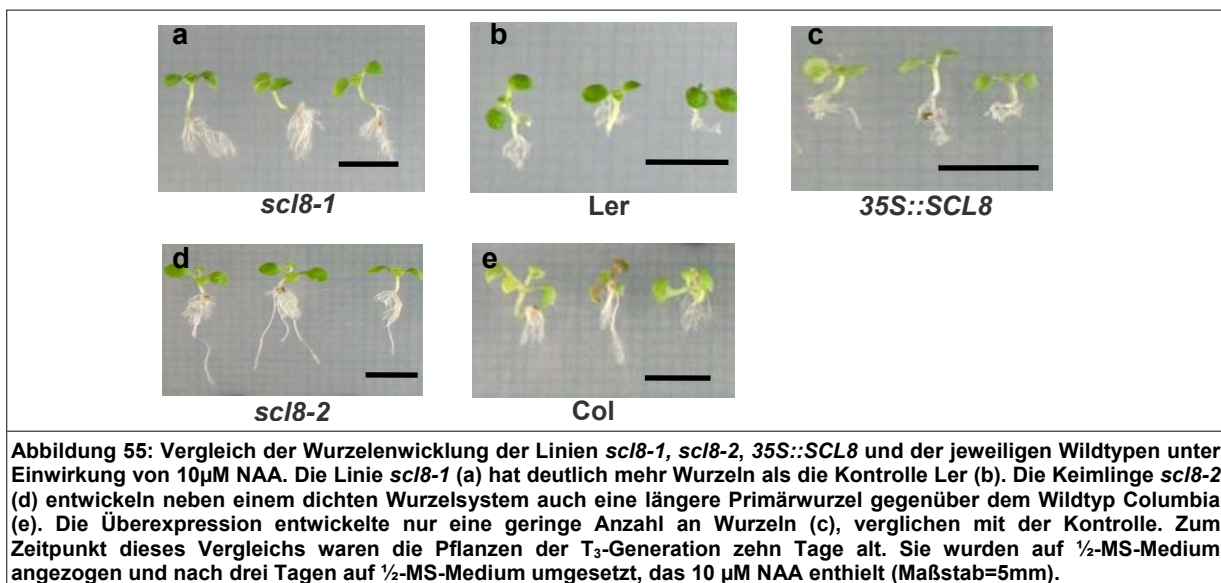 a
b
c
scl8-1
Ler
35S::SCL8
d
e
scl8-2
Col
Abbildung 55: Vergleich der Wurzelenwicklung der Linien scl8-1, scl8-2, 35S::SCL8 und der jeweiligen Wildtypen unter
Einwirkung von 10µM NAA. Die Linie scl8-1 (a) hat deutlich mehr Wurzeln als die Kontrolle Ler (b). Die Keimlinge scl8-2
(d) entwickeln neben einem dichten Wurzelsystem auch eine längere Primärwurzel gegenüber dem Wildtyp Columbia
(e). Die Überexpression entwickelte nur eine geringe Anzahl an Wurzeln (c), verglichen mit der Kontrolle. Zum
Zeitpunkt dieses Vergleichs waren die Pflanzen der T₃-Generation zehn Tage alt. Sie wurden auf ½-MS-Medium
angezogen und nach drei Tagen auf ½-MS-Medium umgesetzt, das 10 µM NAA enthielt (Maßstab=5mm).